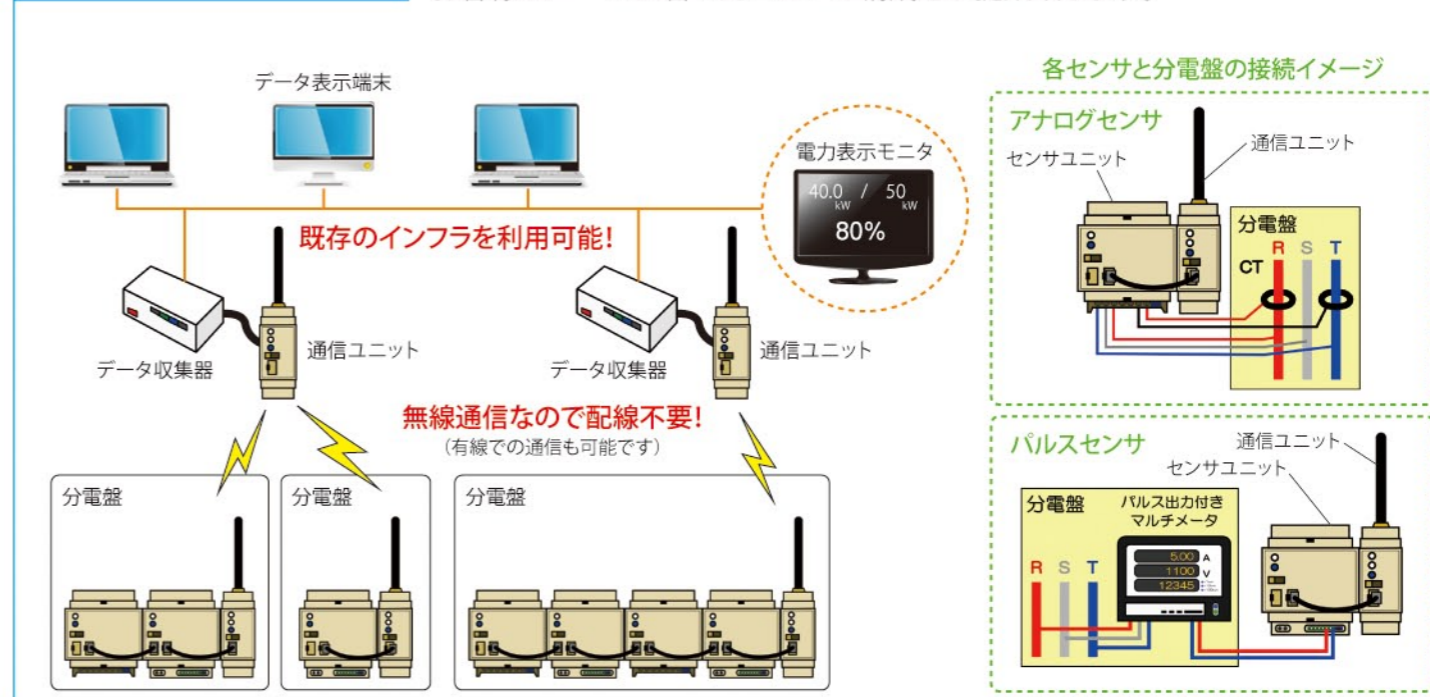 データ表示端末
電力表示モニタ
40.0 kW / 50 kW
80%
既存のインフラを利用可能!
データ収集器
通信ユニット
データ収集器
通信ユニット
無線通信なので配線不要!
(有線での通信も可能です)
分電盤
分電盤
分電盤
各センサと分電盤の接続イメージ
アナログセンサ
センサユニット
通信ユニット
分電盤
R S T
CT
パルスセンサ
通信ユニット
センサユニット
分電盤
パルス出力付き
マルチメータ
R S T
5.00 A
1100 V
12345